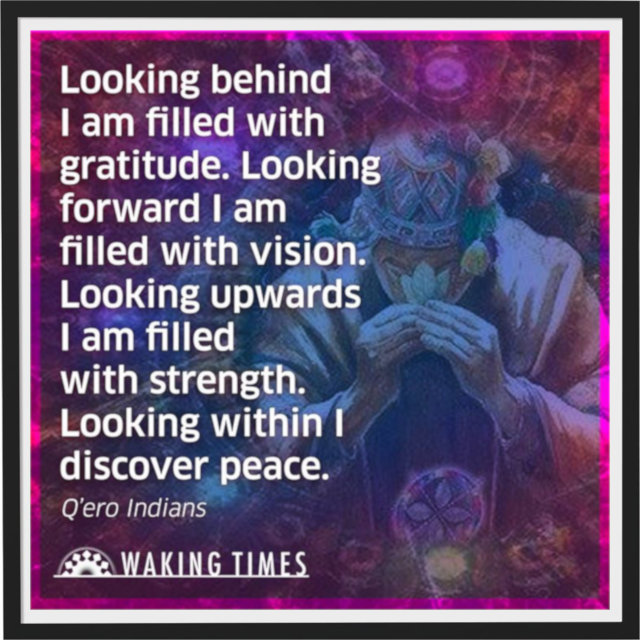 Looking behind
I am filled with
gratitude. Looking
forward I am
filled with vision.
Looking upwards
I am filled
with strength.
Looking within I
discover peace.
Q'ero Indians
WAKING TIMES